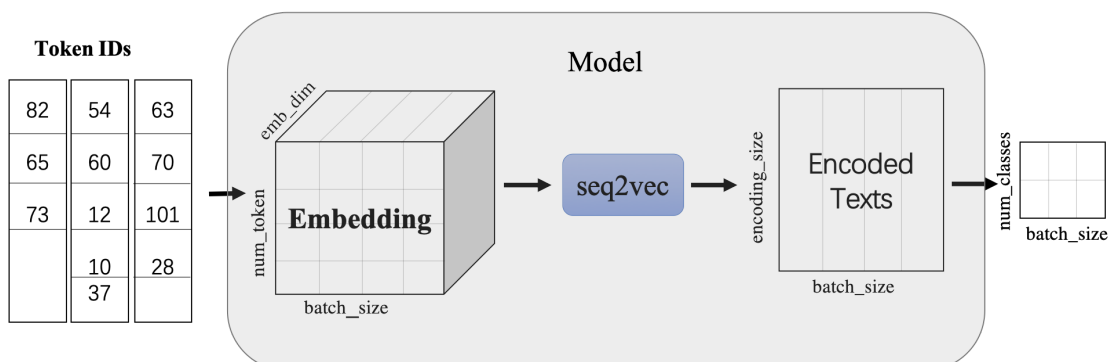 Token IDs
82 54 63
65 60 70
73 12 101
10 28
37
Model
emb_dim
num_token
Embedding
batch_size
seq2vec
encoding_size
Encoded
Texts
batch_size
num_classes
batch_size